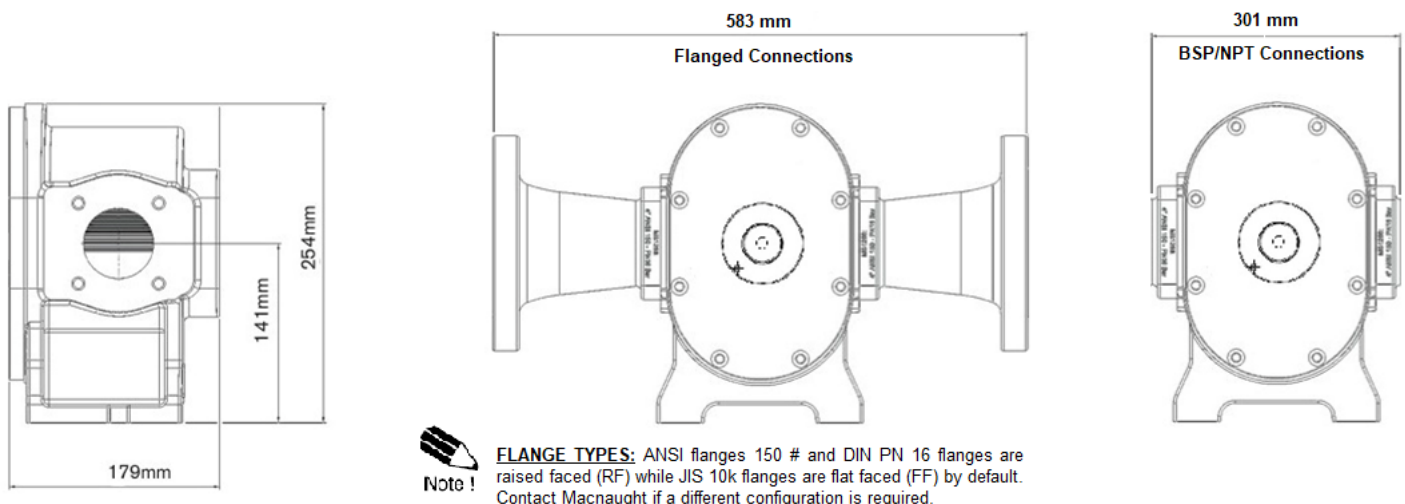 583 mm
Flanged Connections
301 mm
BSP/NPT Connections
254mm
141mm
179mm
Note !
FLANGE TYPES: ANSI flanges 150 # and DIN PN 16 flanges are
raised faced (RF) while JIS 10k flanges are flat faced (FF) by default.
Contact Macnaught if a different configuration is required.